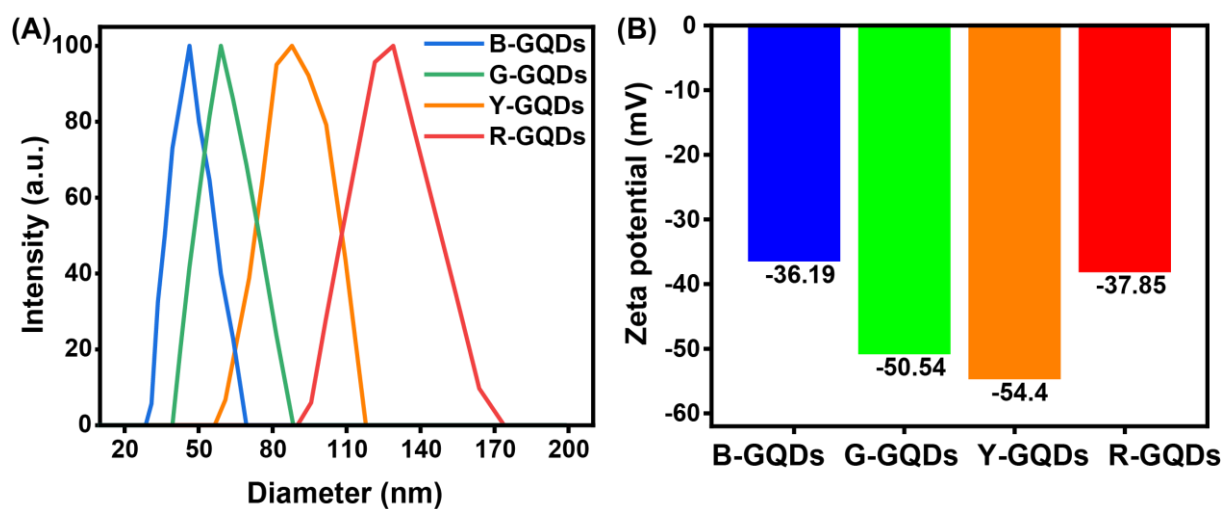 (A)
100
80
60
40
20
0
Intensity (a.u.)
B-GQDs
G-GQDs
Y-GQDs
R-GQDs
20 50 80 110 140 170 200
Diameter (nm)
(B)
0
-10
-20
-30
-40
-50
-60
Zeta potential (mV)
-36.19
-50.54
-54.4
-37.85
B-GQDs G-GQDs Y-GQDs R-GQDs